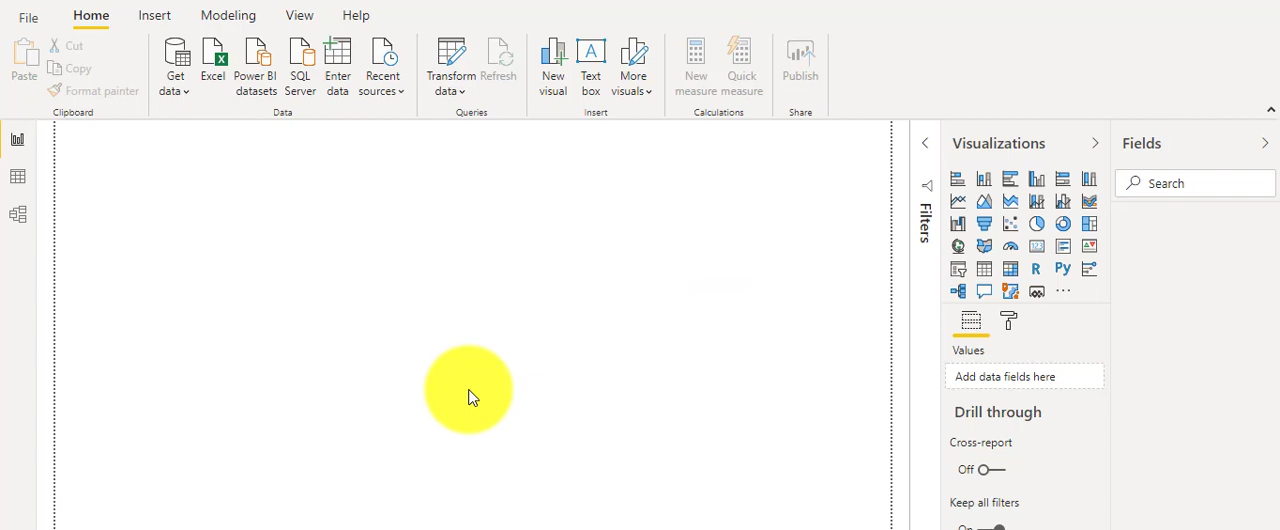 File Home Insert Modeling View Help
Paste
Cut
Copy
Format painter
Get data
Excel
Power BI datasets
SQL Server
Enter data
Recent sources
Transform data
Refresh
New visual
A
Text box
More visuals
New measure
Quick measure
Publish
Clipboard Data Queries Insert Calculations Share
Filters
Visualizations
123
R Py
...
Values
Add data fields here
Drill through
Cross-report
Off
Keep all filters
On
Fields
Search